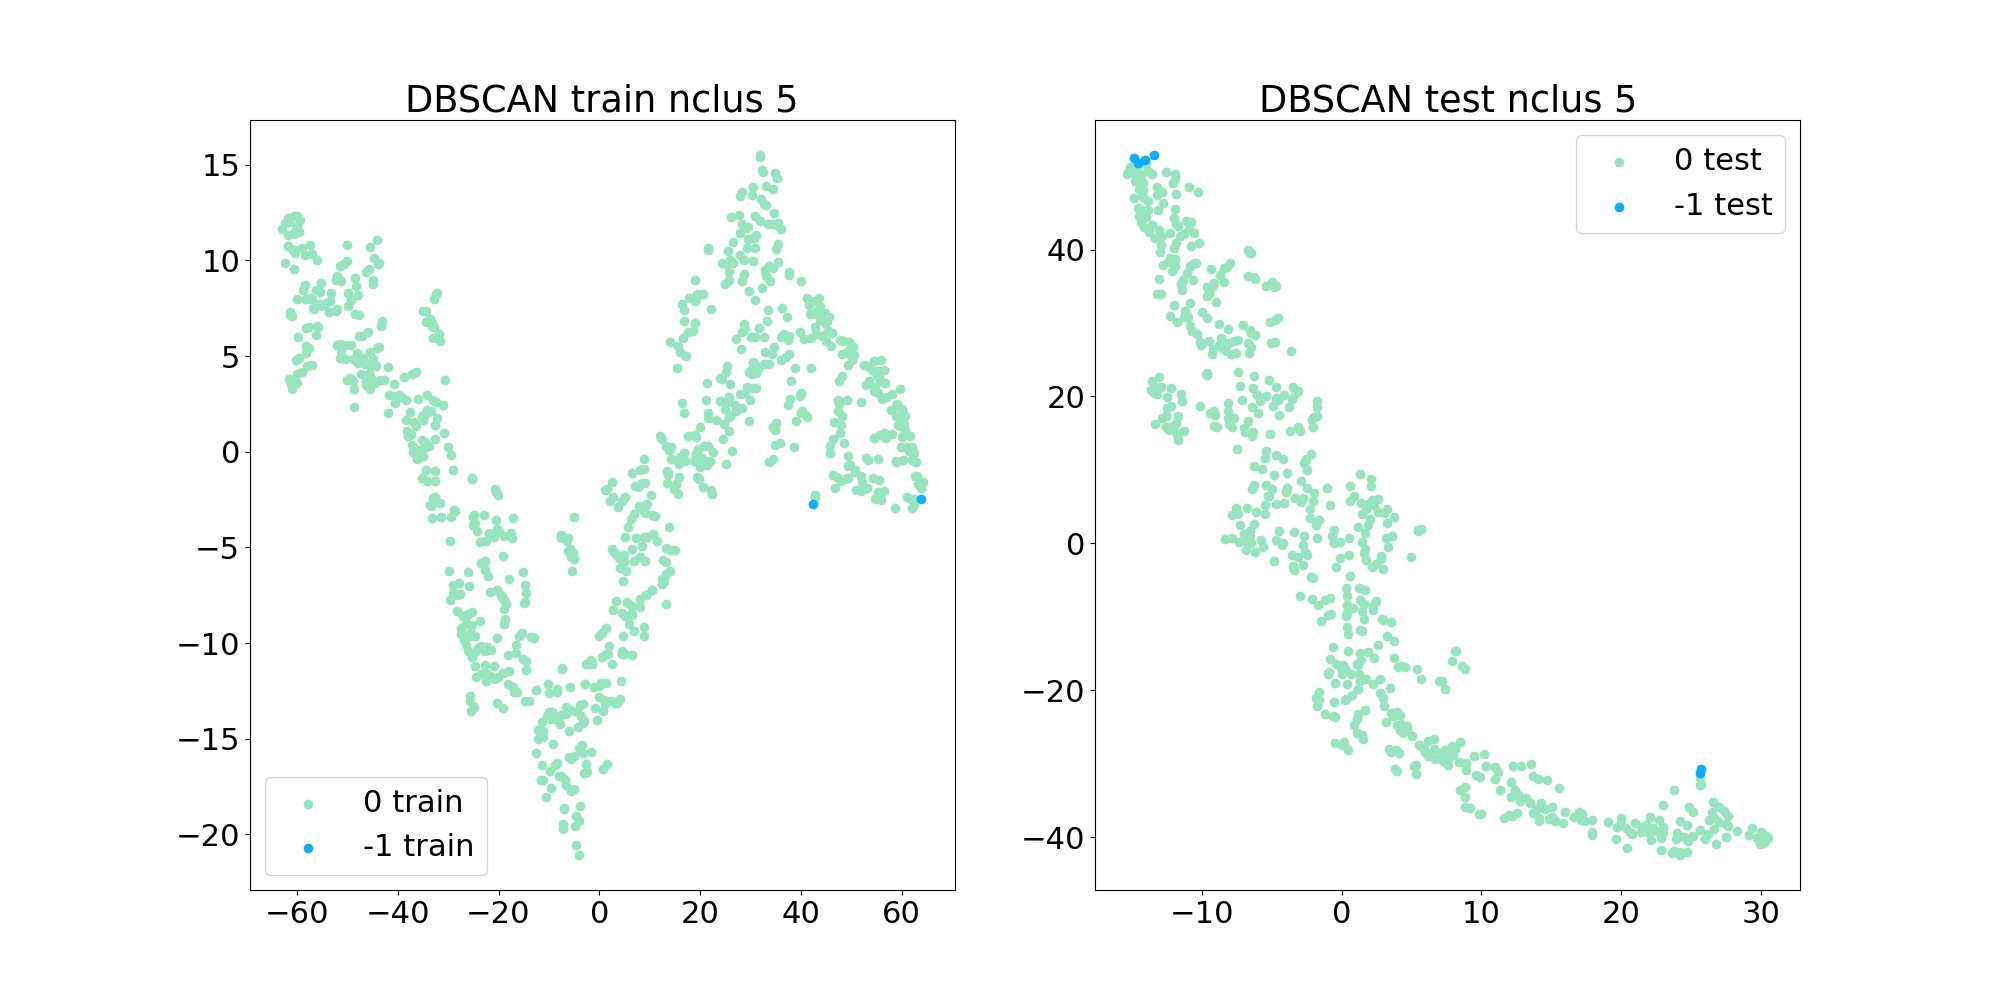 DBSCAN train nclus 5
15
10
5
0
−5
−10
−15
−20
−60 −40 −20 0 20 40 60
0 train
-1 train
DBSCAN test nclus 5
40
20
0
−20
−40
−10 0 10 20 30
0 test
-1 test